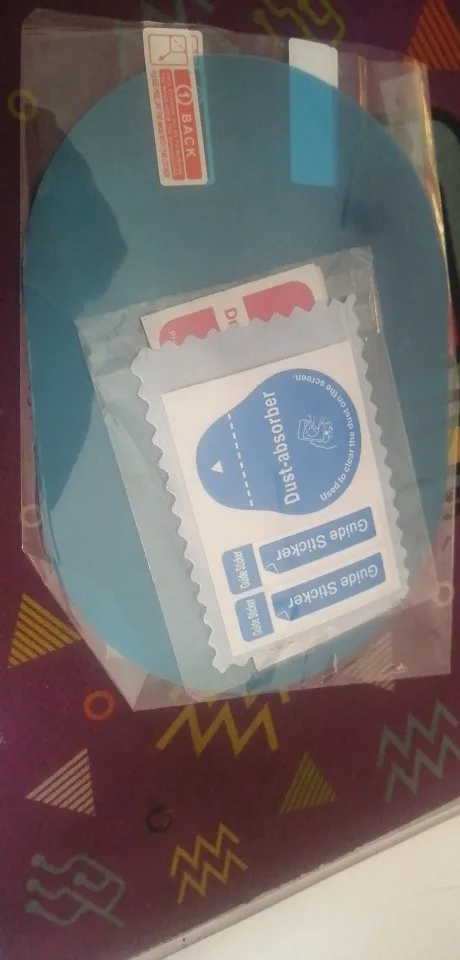 1 BACK
Dust-absorber
Used to clear the dust on the screen.
Guide Sticker
Guide Sticker
Guide Sticker
Guide Sticker